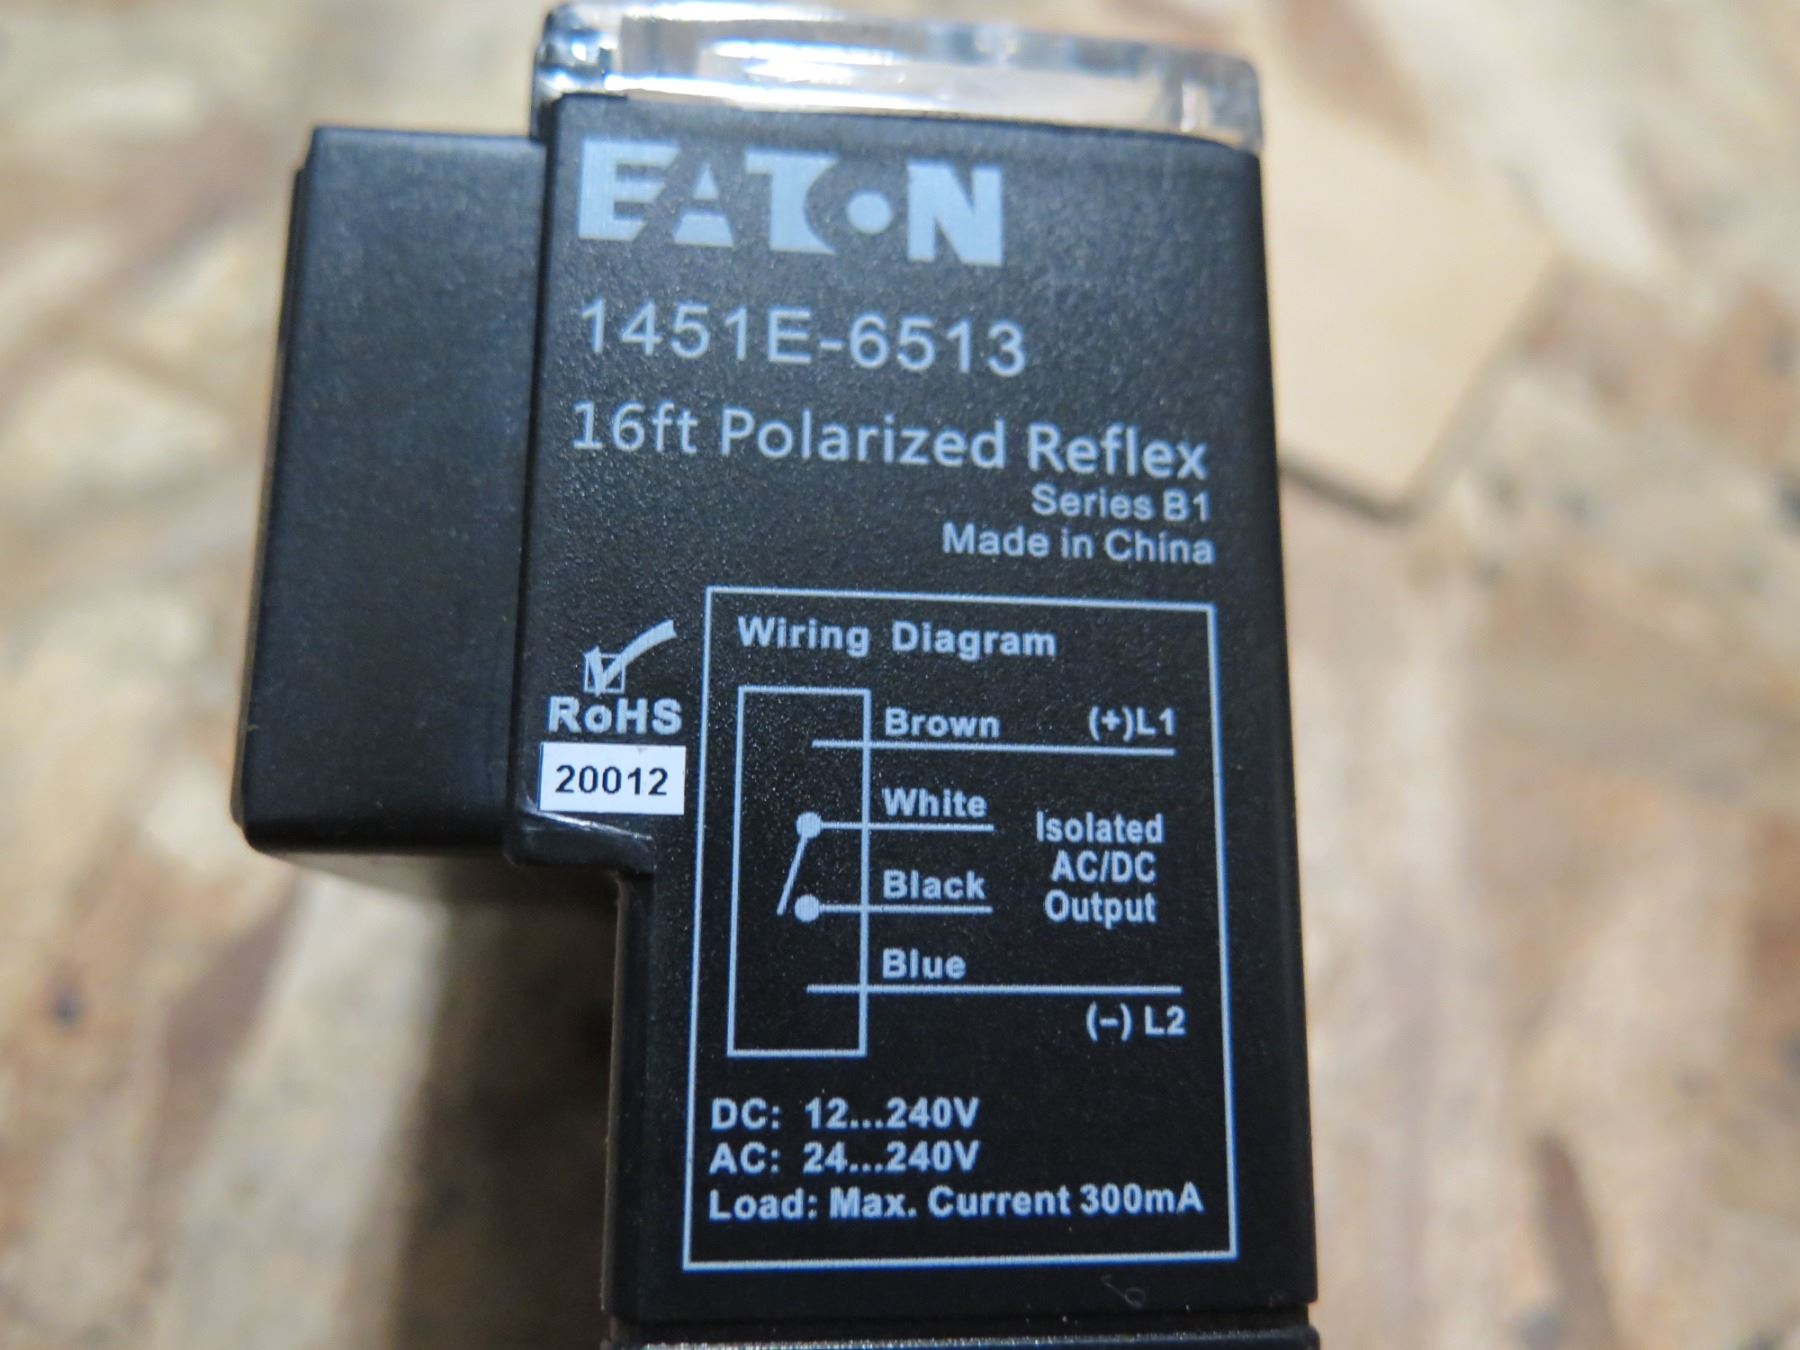 EATON
1451E-6513
16ft Polarized Reflex
Series B1
Made in China
RoHS
20012
Wiring Diagram
Brown (+)L1
White
Isolated
AC/DC
Black
Output
Blue
(-) L2
DC: 12...240V
AC: 24...240V
Load: Max. Current 300mA